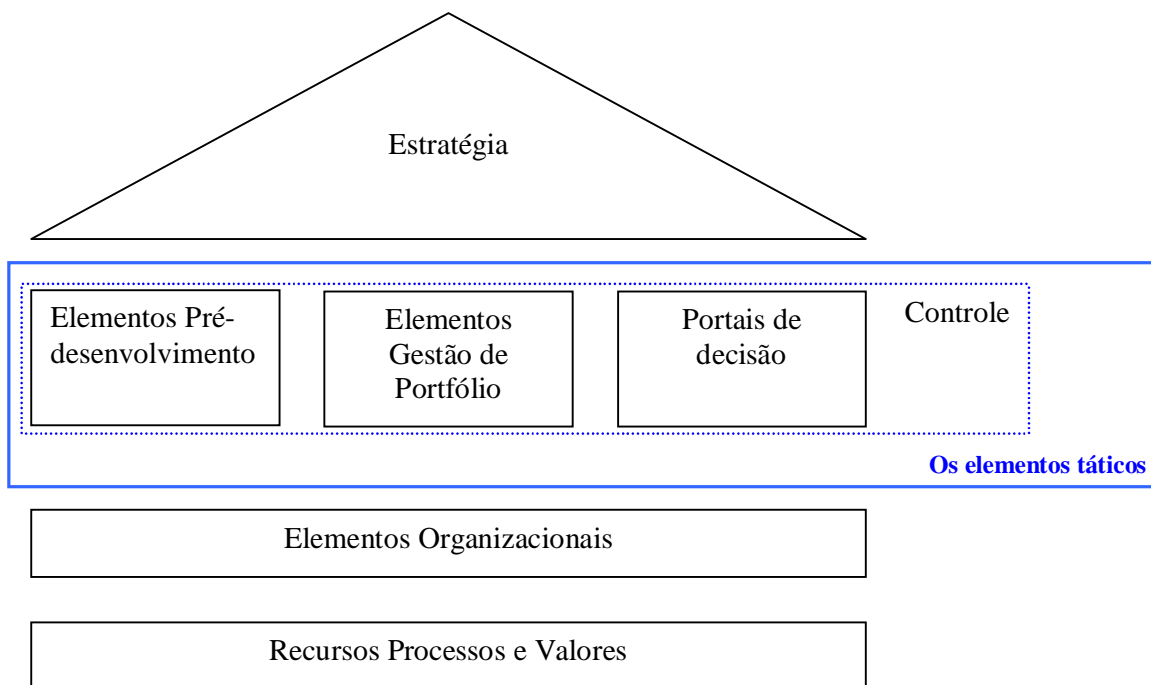 Estratégia
Elementos Pré-
desenvolvimento
Elementos
Gestão de
Portfólio
Portais de
decisão
Controle
Os elementos táticos
Elementos Organizacionais
Recursos Processos e Valores